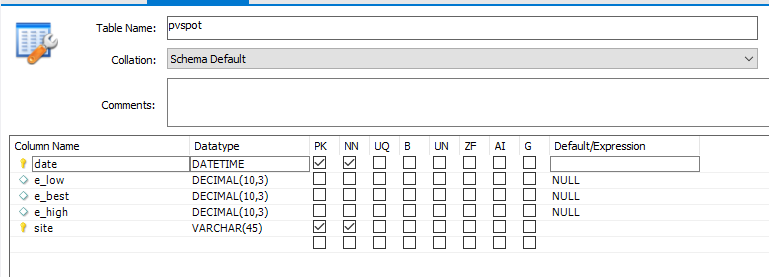 Table Name: pvspot
Collation: Schema Default
Comments:
Column Name Datatype PK NN UQ B UN ZF AI G Default/Expression
date DATETIME
e_low DECIMAL(10,3) NULL
e_best DECIMAL(10,3) NULL
e_high DECIMAL(10,3) NULL
site VARCHAR(45)